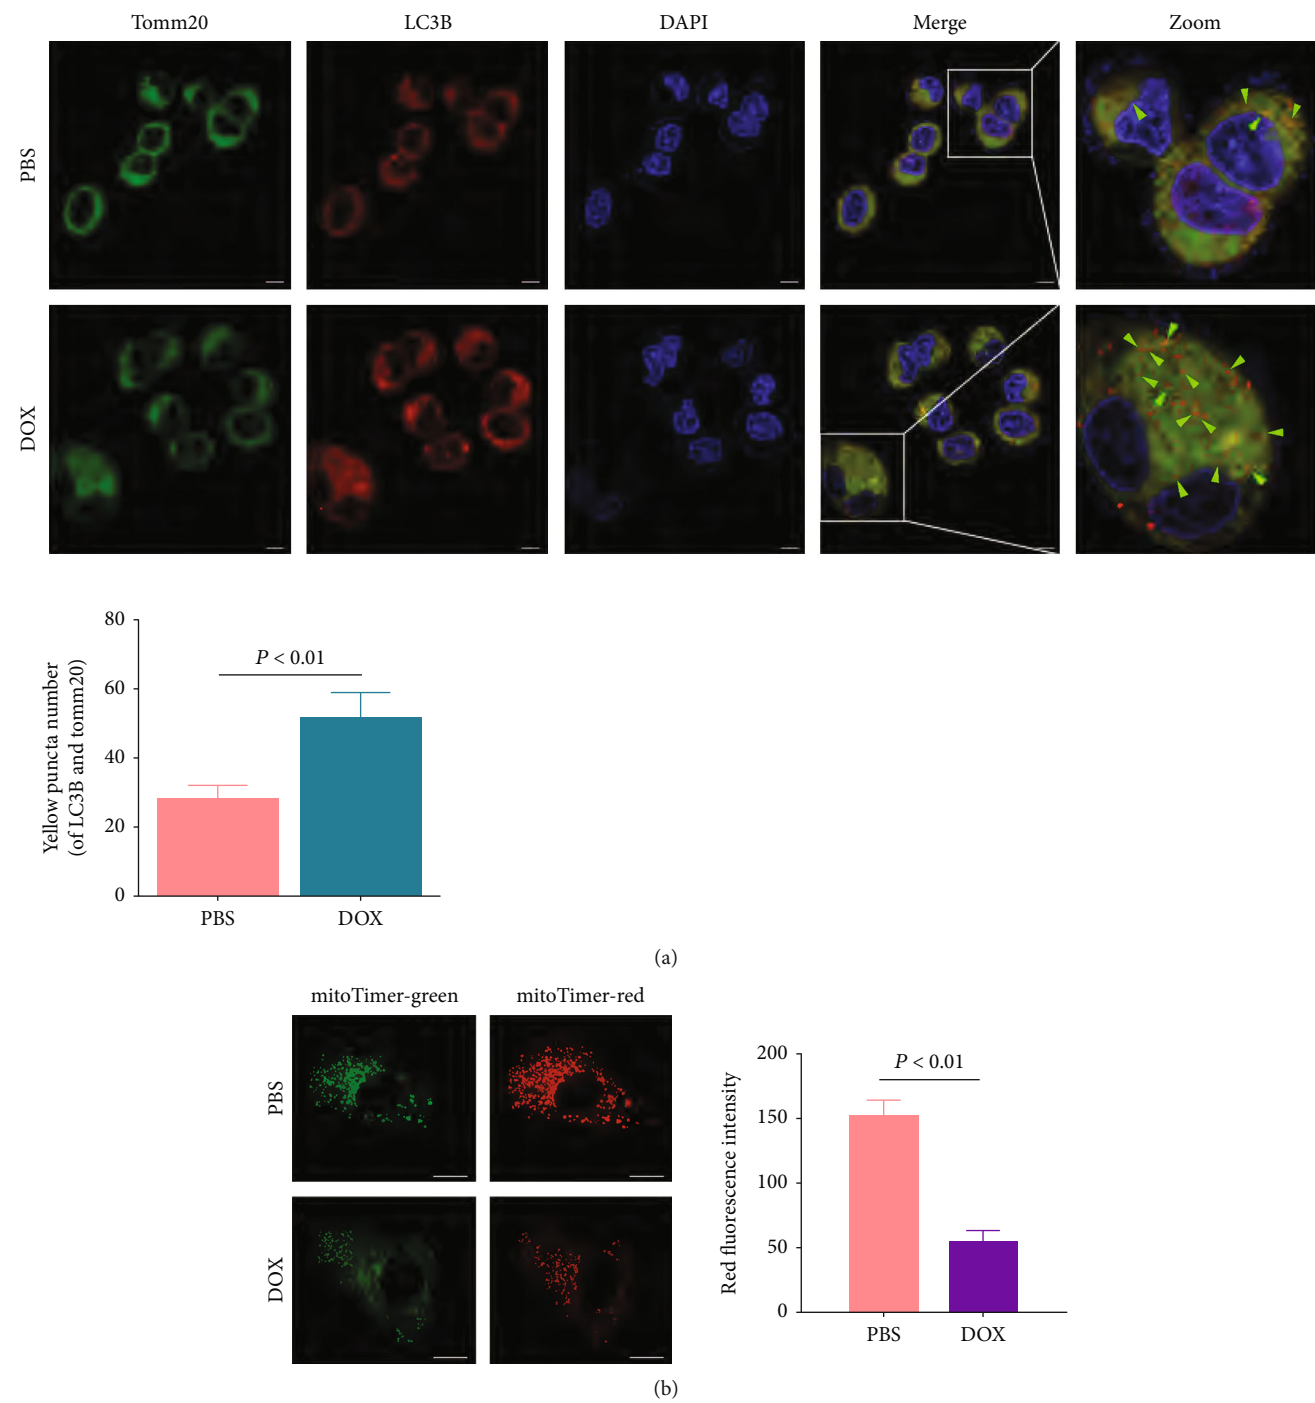 Tomm20 LC3B DAPI Merge Zoom
PBS
DOX
80
60
40
20
0
Yellow puncta number
(of LC3B and tomm20)
P < 0.01
PBS DOX
(a)
mitoTimer-green mitoTimer-red
PBS
DOX
200
150
100
50
0
Red fluorescence intensity
P < 0.01
PBS DOX
(b)